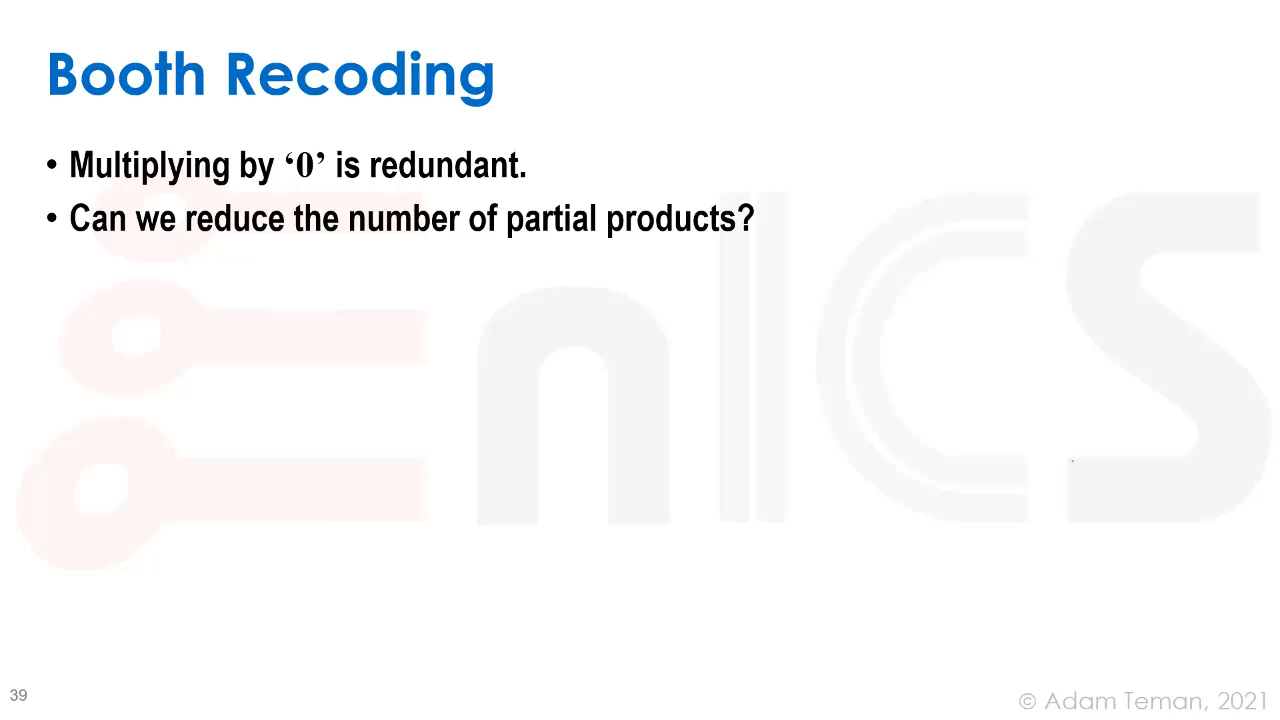 Booth Recoding
• Multiplying by ‘0’ is redundant.
• Can we reduce the number of partial products?
nICS
39
© Adam Teman, 2021